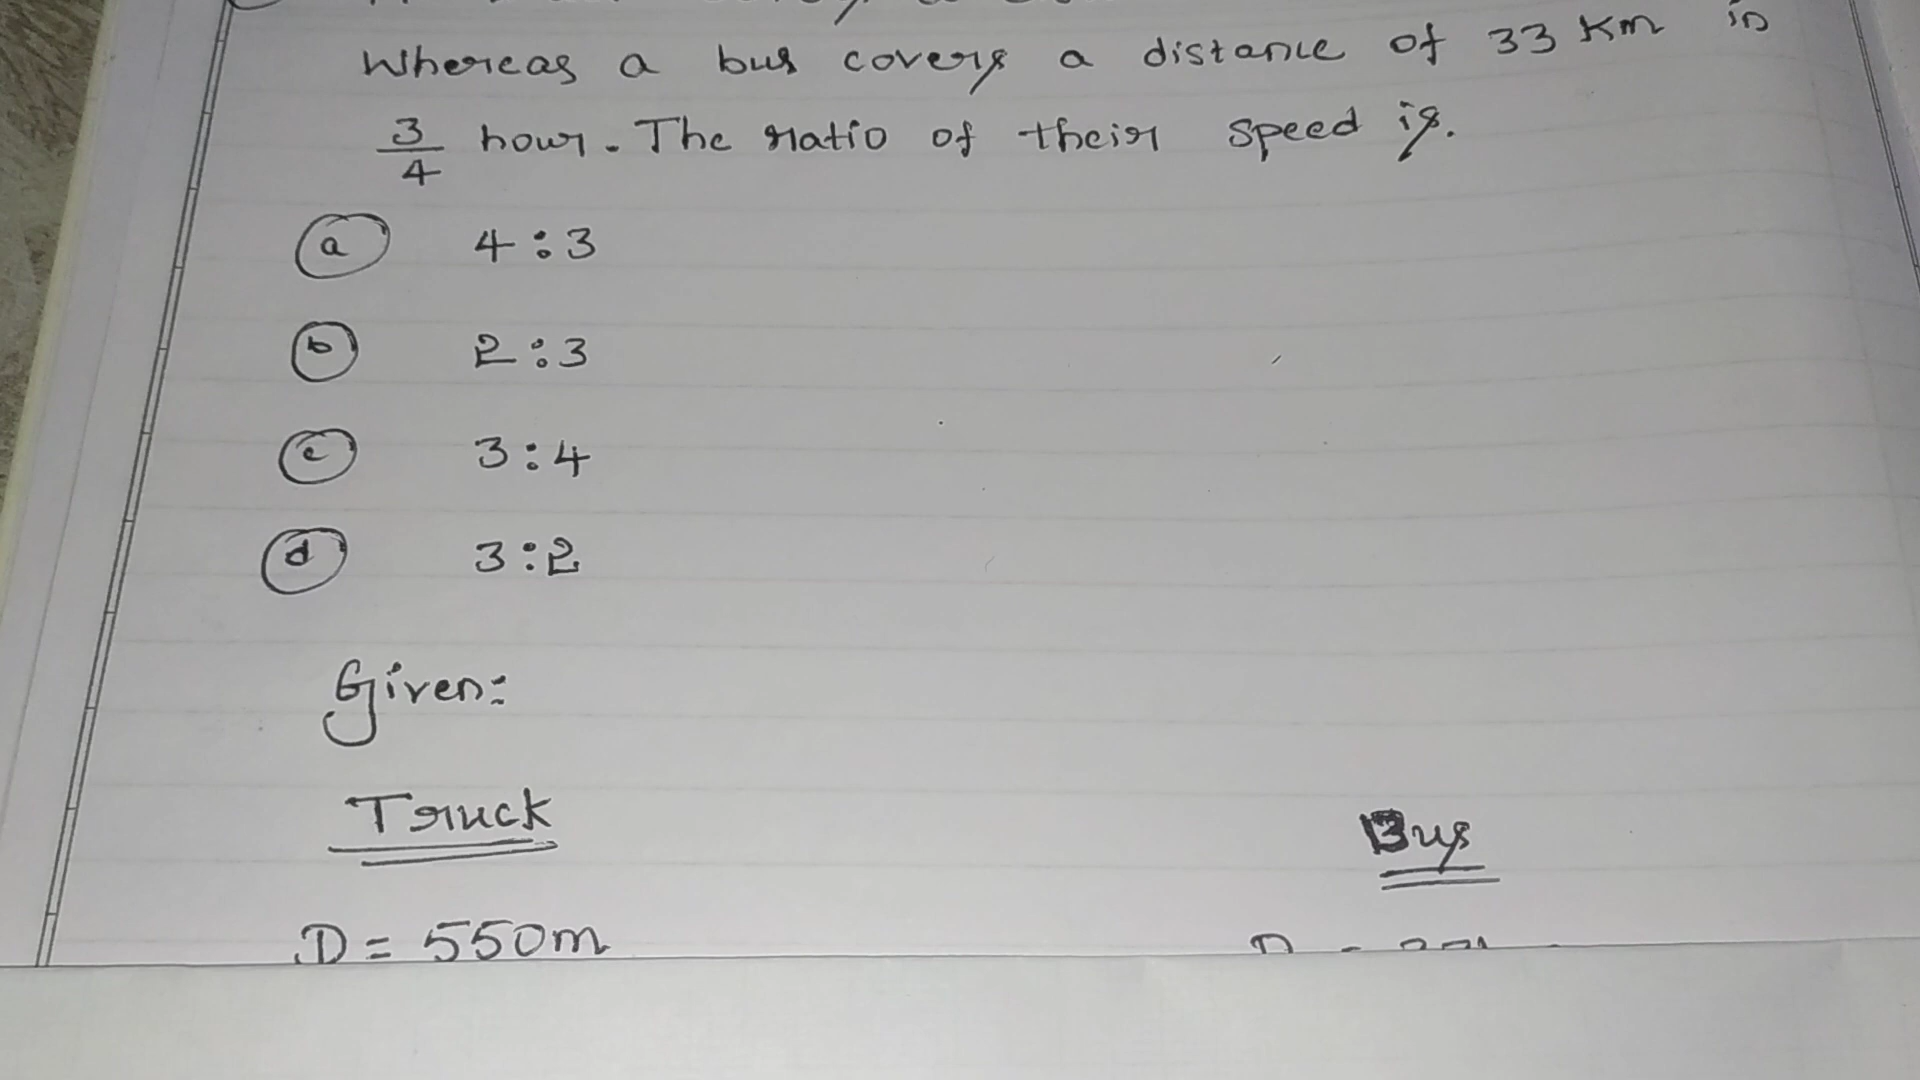 Whereas a bus covers a distance of 33 Km in
3/4 hour. The ratio of their speed is.
a 4:3
b 2:3
c 3:4
d 3:2
Given:
Truck Bus
D = 550m